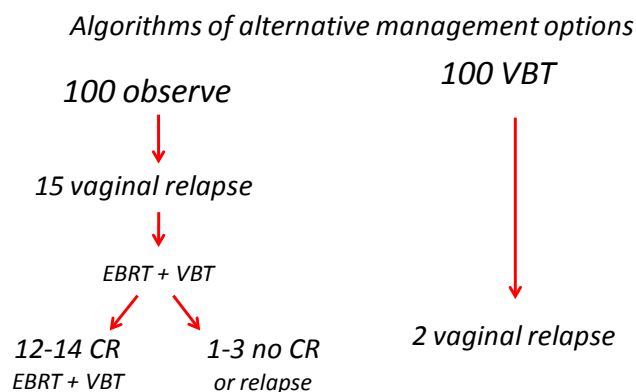 Algorithms of alternative management options
100 observe
15 vaginal relapse
EBRT + VBT
12-14 CR
EBRT + VBT
1-3 no CR
or relapse
100 VBT
2 vaginal relapse